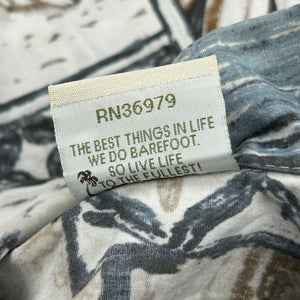 RN36979
THE BEST THINGS IN LIFE
WE DO BAREFOOT.
SO LIVE LIFE
TO THE FULLEST!